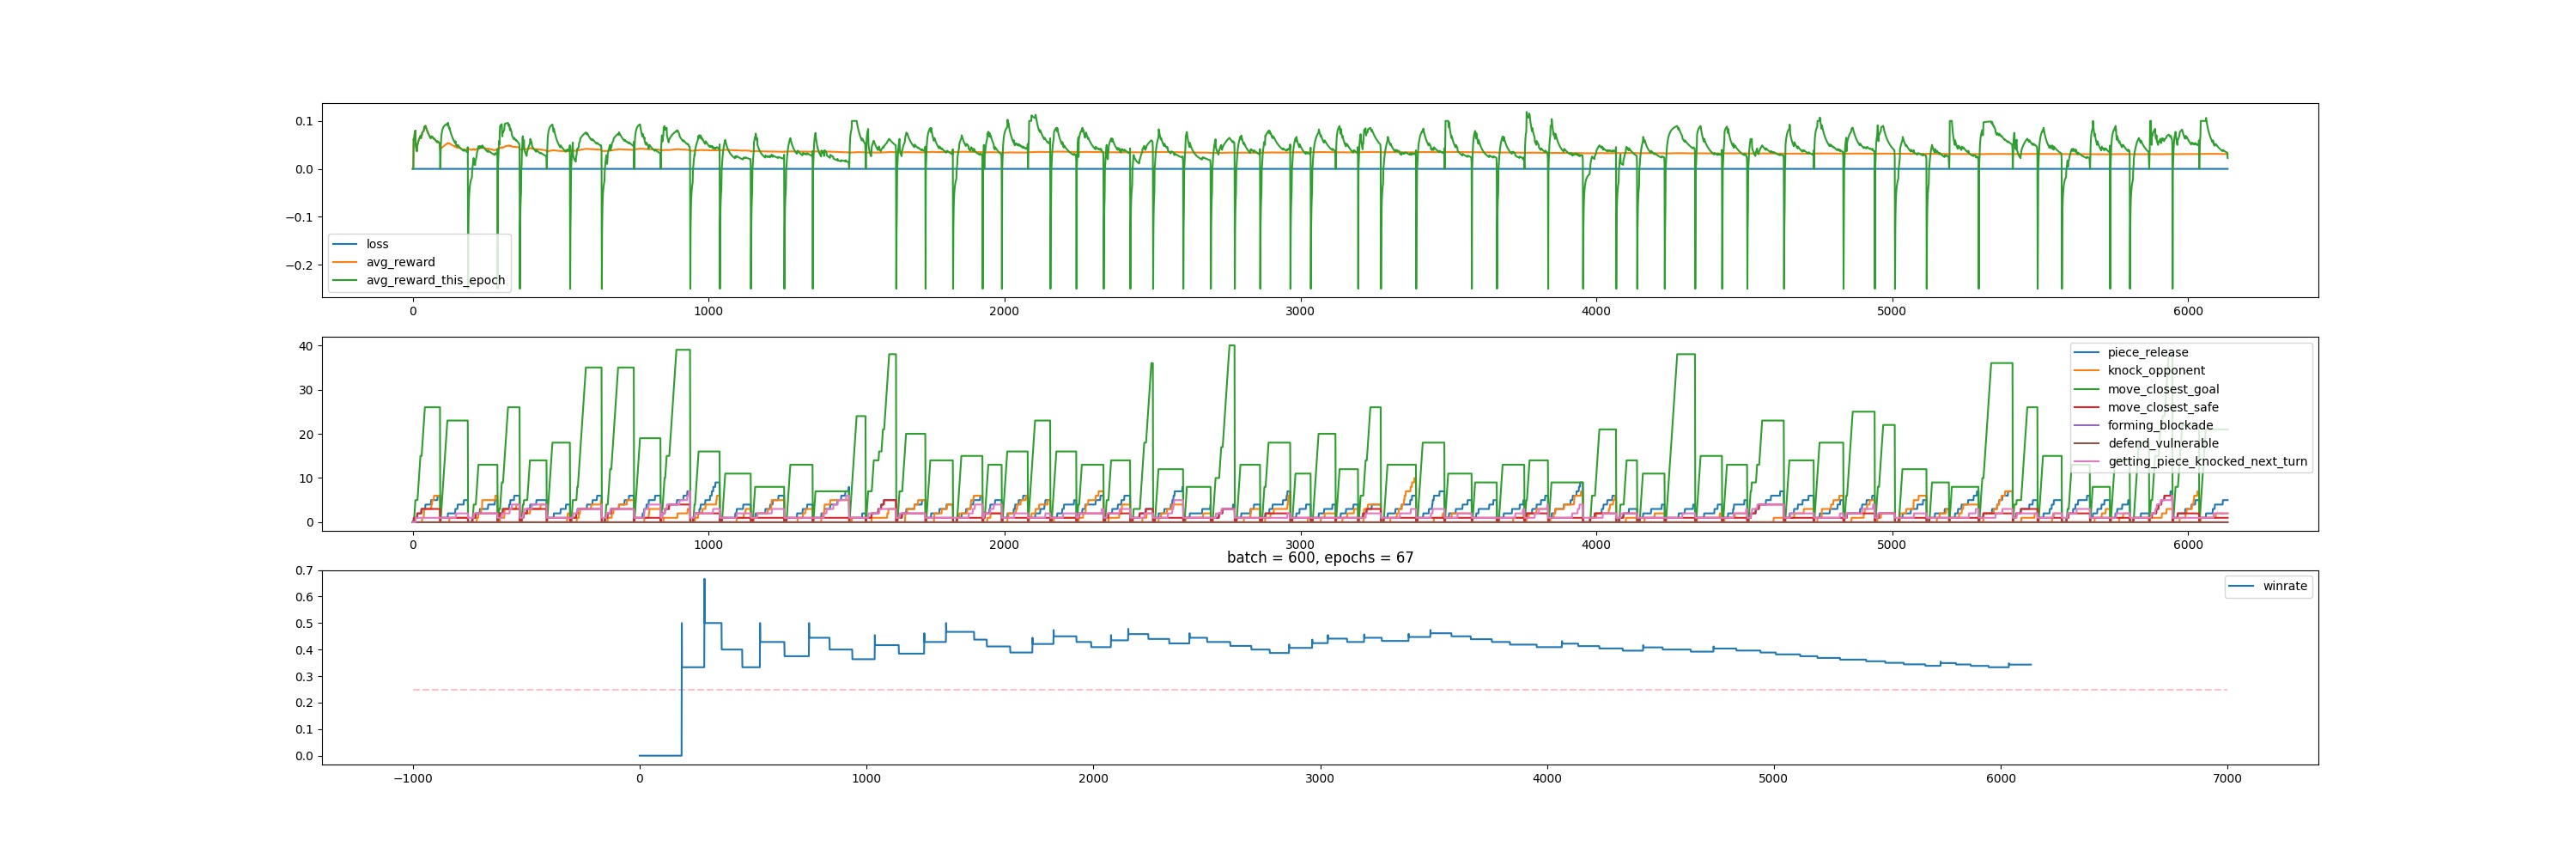 0.1
0.0
−0.1
−0.2
loss
avg_reward
avg_reward_this_epoch
0 1000 2000 3000 4000 5000 6000
40
30
20
10
0
piece_release
knock_opponent
move_closest_goal
move_closest_safe
forming_blockade
defend_vulnerable
getting_piece_knocked_next_turn
0 1000 2000 3000 4000 5000 6000
batch = 600, epochs = 67
0.7
0.6
0.5
0.4
0.3
0.2
0.1
0.0
winrate
−1000 0 1000 2000 3000 4000 5000 6000 7000